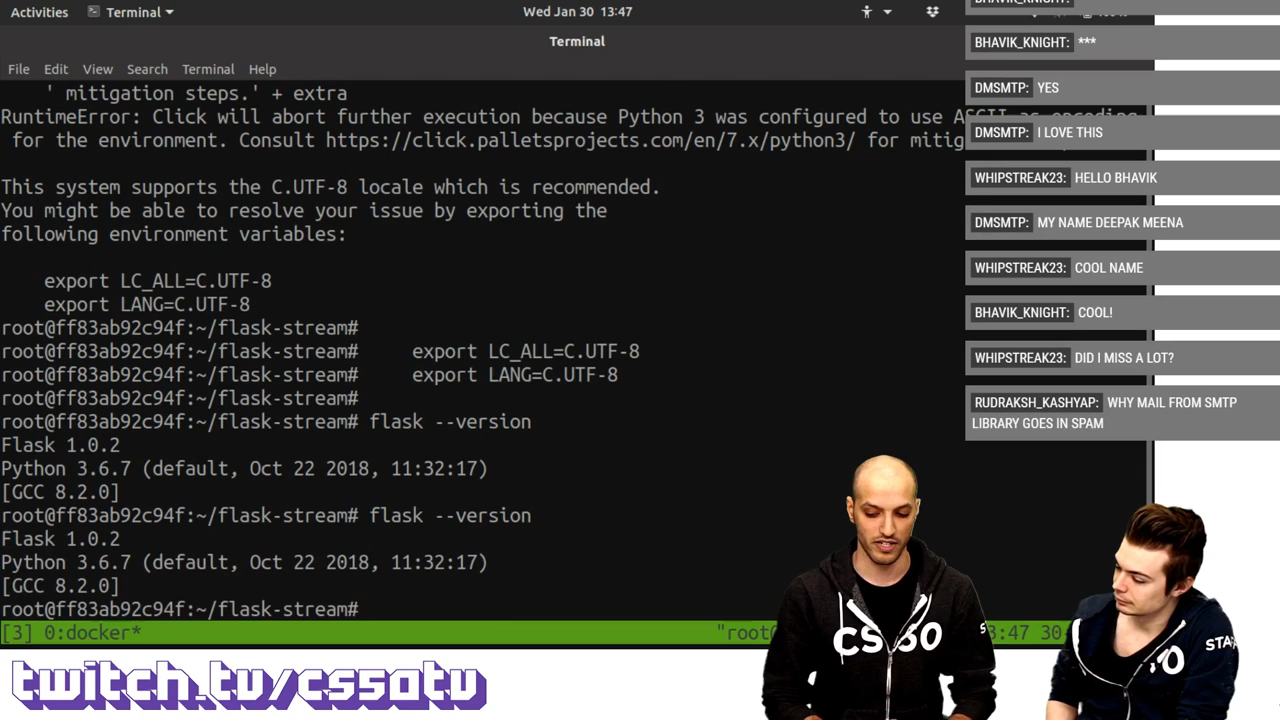 Activities Terminal Wed Jan 30 13:47
Terminal
File Edit View Search Terminal Help
' mitigation steps.' + extra
RuntimeError: Click will abort further execution because Python 3 was configured to use ASCII as encoding
for the environment. Consult https://click.palletsprojects.com/en/7.x/python3/ for mitig
This system supports the C.UTF-8 locale which is recommended.
You might be able to resolve your issue by exporting the
following environment variables:
export LC_ALL=C.UTF-8
export LANG=C.UTF-8
root@ff83ab92c94f:~/flask-stream#
root@ff83ab92c94f:~/flask-stream# export LC_ALL=C.UTF-8
root@ff83ab92c94f:~/flask-stream# export LANG=C.UTF-8
root@ff83ab92c94f:~/flask-stream#
root@ff83ab92c94f:~/flask-stream# flask --version
Flask 1.0.2
Python 3.6.7 (default, Oct 22 2018, 11:32:17)
[GCC 8.2.0]
root@ff83ab92c94f:~/flask-stream# flask --version
Flask 1.0.2
Python 3.6.7 (default, Oct 22 2018, 11:32:17)
[GCC 8.2.0]
root@ff83ab92c94f:~/flask-stream#
[3] 0:docker* "root@ 3:47 30
BHAVIK_KNIGHT:
BHAVIK_KNIGHT: ***
DMSMTP: YES
DMSMTP: I LOVE THIS
WHIPSTREAK23: HELLO BHAVIK
DMSMTP: MY NAME DEEPAK MEENA
WHIPSTREAK23: COOL NAME
BHAVIK_KNIGHT: COOL!
WHIPSTREAK23: DID I MISS A LOT?
RUDRAKSH_KASHYAP: WHY MAIL FROM SMTP
LIBRARY GOES IN SPAM
CS50
twitch.tv/cs50tv